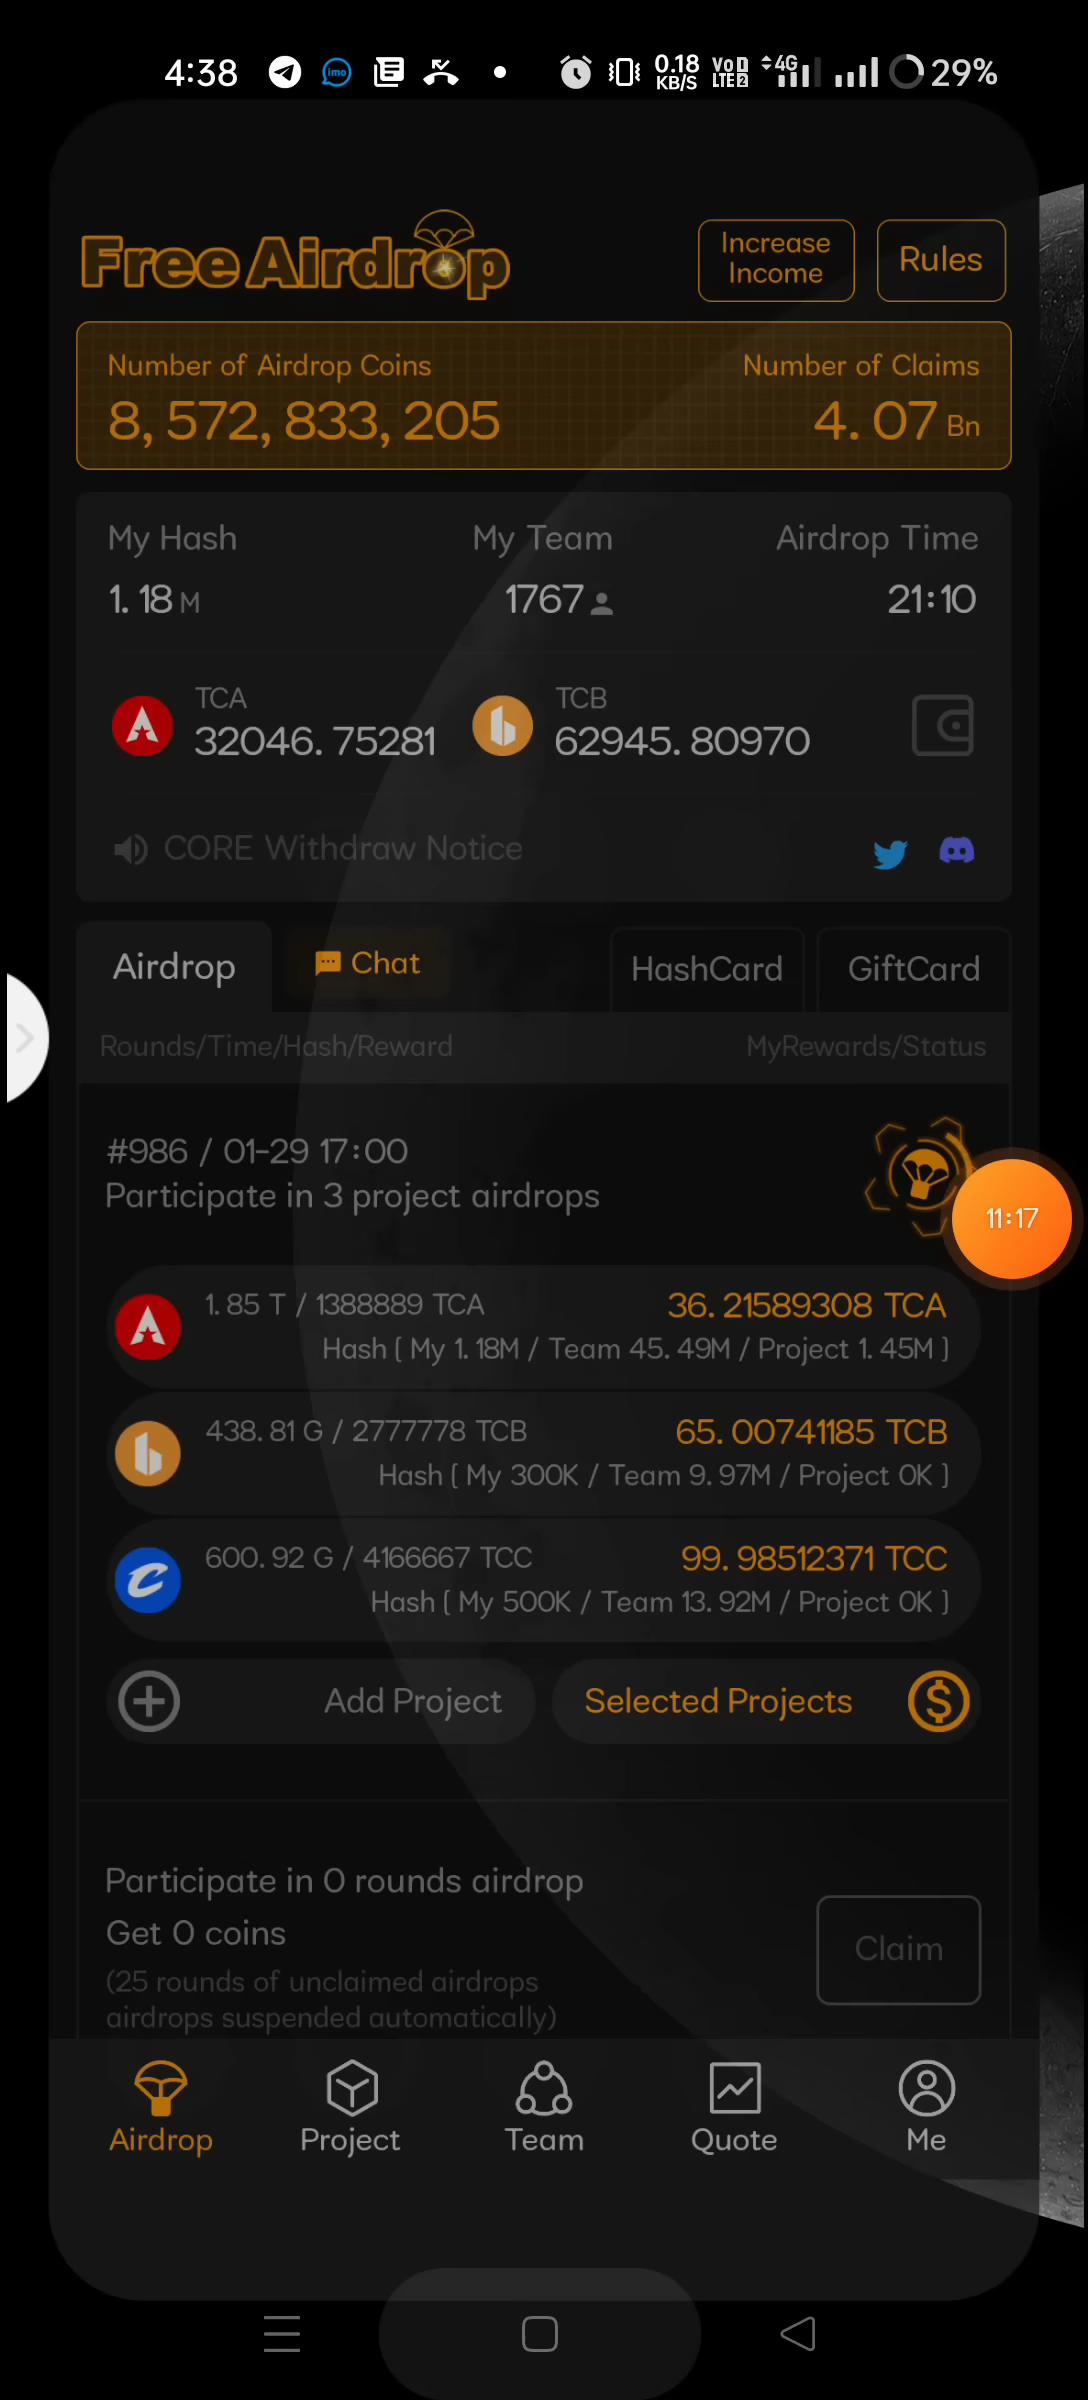 4:38 imo 0.18 KB/S VoD LTE 2 4G 29%
Free Airdrop
Increase Income
Rules
Number of Airdrop Coins Number of Claims
8, 572, 833, 205 4. 07 Bn
My Hash My Team Airdrop Time
1. 18 M 1767 21:10
TCA TCB
32046. 75281 62945. 80970
CORE Withdraw Notice
Airdrop Chat HashCard GiftCard
Rounds/Time/Hash/Reward MyRewards/Status
#986 / 01-29 17:00
Participate in 3 project airdrops
11:17
1. 85 T / 1388889 TCA 36. 21589308 TCA
Hash ( My 1. 18M / Team 45. 49M / Project 1. 45M )
438. 81 G / 2777778 TCB 65. 00741185 TCB
Hash ( My 300K / Team 9. 97M / Project 0K )
600. 92 G / 4166667 TCC 99. 98512371 TCC
Hash ( My 500K / Team 13. 92M / Project 0K )
Add Project Selected Projects
Participate in 0 rounds airdrop
Get 0 coins
Claim
(25 rounds of unclaimed airdrops
airdrops suspended automatically)
Airdrop Project Team Quote Me